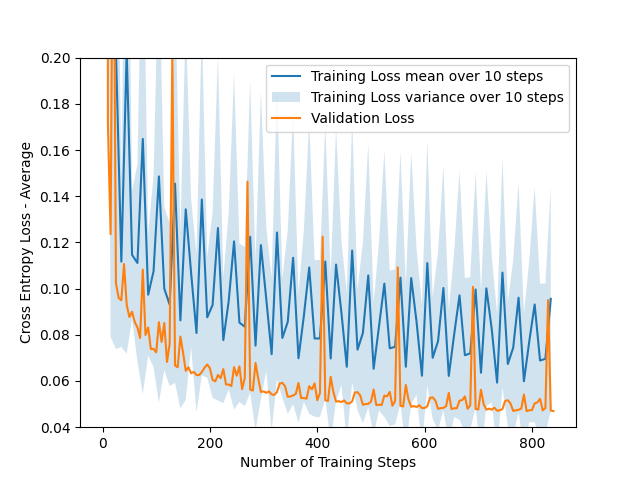 0.20
0.18
0.16
0.14
0.12
0.10
0.08
0.06
0.04
Cross Entropy Loss - Average
Training Loss mean over 10 steps
Training Loss variance over 10 steps
Validation Loss
0
200
400
600
800
Number of Training Steps